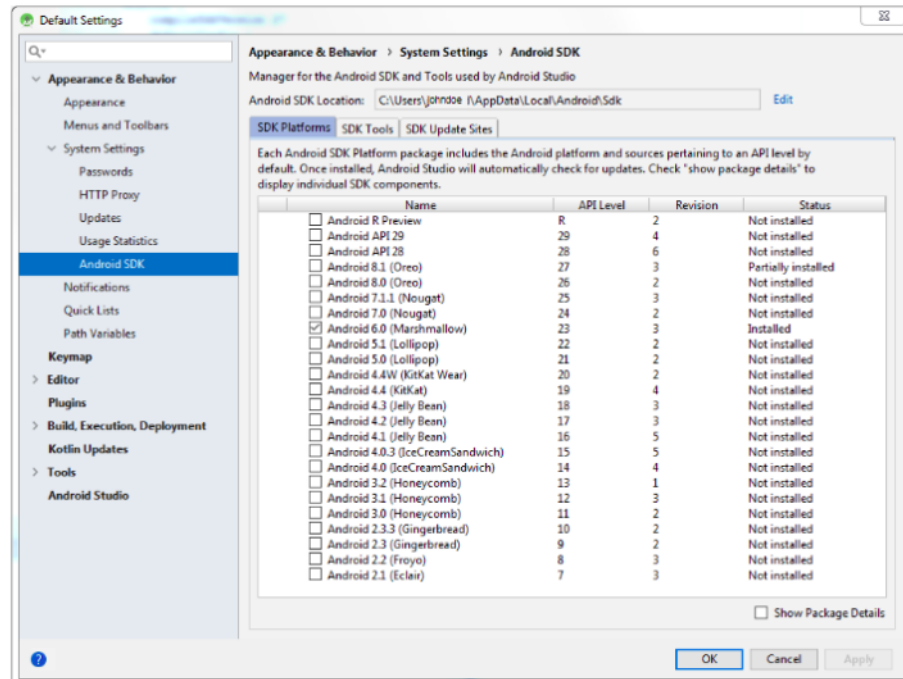 Default Settings
Appearance & Behavior
Appearance
Menus and Toolbars
System Settings
Passwords
HTTP Proxy
Updates
Usage Statistics
Android SDK
Notifications
Quick Lists
Path Variables
Keymap
Editor
Plugins
Build, Execution, Deployment
Kotlin Updates
Tools
Android Studio
Appearance & Behavior > System Settings > Android SDK
Manager for the Android SDK and Tools used by Android Studio
Android SDK Location: C:\Users\johndoe l\AppData\Local\Android\Sdk Edit
SDK Platforms SDK Tools SDK Update Sites
Each Android SDK Platform package includes the Android platform and sources pertaining to an API level by
default. Once installed, Android Studio will automatically check for updates. Check "show package details" to
display individual SDK components.
Name API Level Revision Status
Android R Preview R 2 Not installed
Android API 29 29 4 Not installed
Android API 28 28 6 Not installed
Android 8.1 (Oreo) 27 3 Partially installed
Android 8.0 (Oreo) 26 2 Not installed
Android 7.1.1 (Nougat) 25 3 Not installed
Android 7.0 (Nougat) 24 2 Not installed
Android 6.0 (Marshmallow) 23 3 Installed
Android 5.1 (Lollipop) 22 2 Not installed
Android 5.0 (Lollipop) 21 2 Not installed
Android 4.4W (KitKat Wear) 20 2 Not installed
Android 4.4 (KitKat) 19 4 Not installed
Android 4.3 (Jelly Bean) 18 3 Not installed
Android 4.2 (Jelly Bean) 17 3 Not installed
Android 4.1 (Jelly Bean) 16 5 Not installed
Android 4.0.3 (IceCreamSandwich) 15 5 Not installed
Android 4.0 (IceCreamSandwich) 14 4 Not installed
Android 3.2 (Honeycomb) 13 1 Not installed
Android 3.1 (Honeycomb) 12 3 Not installed
Android 3.0 (Honeycomb) 11 2 Not installed
Android 2.3.3 (Gingerbread) 10 2 Not installed
Android 2.3 (Gingerbread) 9 2 Not installed
Android 2.2 (Froyo) 8 3 Not installed
Android 2.1 (Eclair) 7 3 Not installed
Show Package Details
? OK Cancel Apply